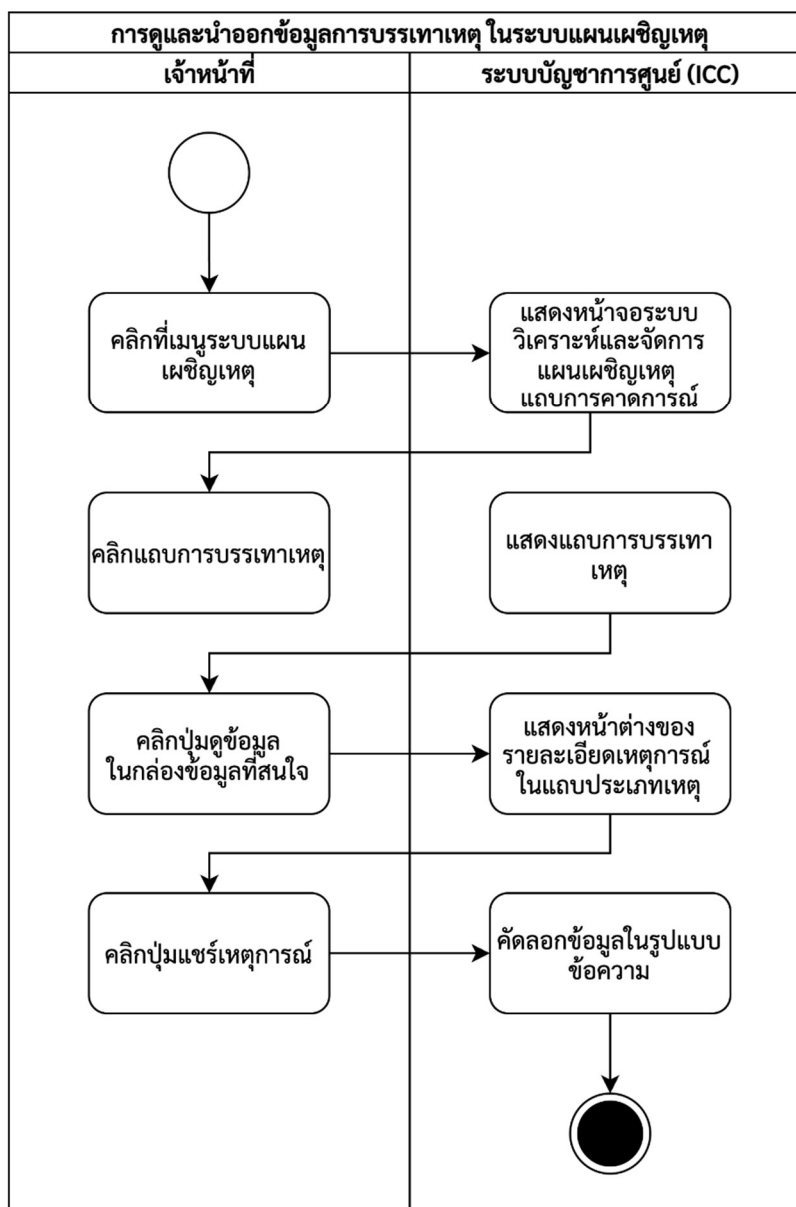 การดูและนำออกข้อมูลการบรรเทาเหตุ ในระบบแผนเผชิญเหตุ
เจ้าหน้าที่
ระบบบัญชาการศูนย์ (ICC)
คลิกที่เมนูระบบแผน
เผชิญเหตุ
แสดงหน้าจอระบบ
วิเคราะห์และจัดการ
แผนเผชิญเหตุ
แถบการคาดการณ์
คลิกแถบการบรรเทาเหตุ
แสดงแถบการบรรเทา
เหตุ
คลิกปุ่มดูข้อมูล
ในกล่องข้อมูลที่สนใจ
แสดงหน้าต่างของ
รายละเอียดเหตุการณ์
ในแถบประเภทเหตุ
คลิกปุ่มแชร์เหตุการณ์
คัดลอกข้อมูลในรูปแบบ
ข้อความ